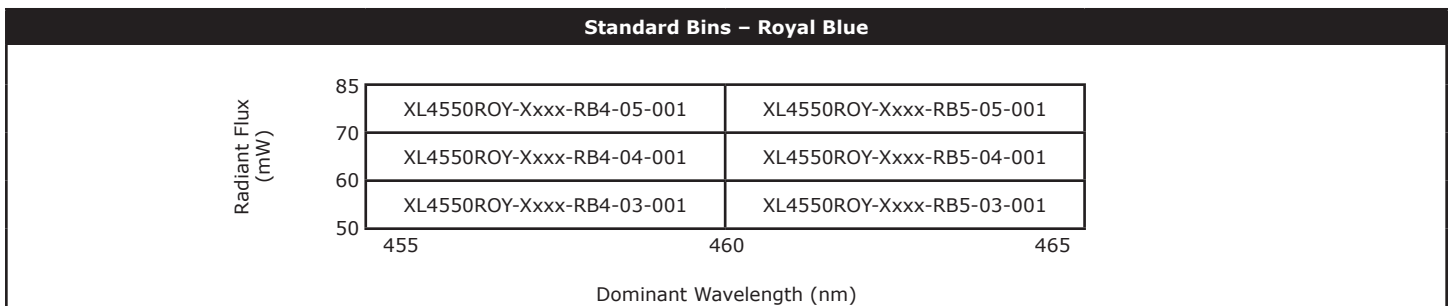 Standard Bins – Royal Blue
Radiant Flux
(mW)
85
XL4550ROY-Xxxx-RB4-05-001 XL4550ROY-Xxxx-RB5-05-001
70
XL4550ROY-Xxxx-RB4-04-001 XL4550ROY-Xxxx-RB5-04-001
60
XL4550ROY-Xxxx-RB4-03-001 XL4550ROY-Xxxx-RB5-03-001
50
455 460 465
Dominant Wavelength (nm)